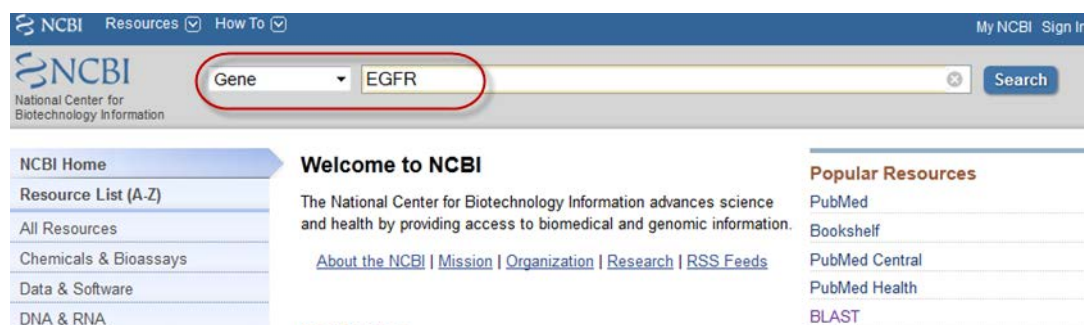 NCBI Resources How To My NCBI Sign In
NCBI
National Center for
Biotechnology Information
Gene EGFR Search
NCBI Home
Resource List (A-Z)
All Resources
Chemicals & Bioassays
Data & Software
DNA & RNA
Welcome to NCBI
The National Center for Biotechnology Information advances science
and health by providing access to biomedical and genomic information.
About the NCBI | Mission | Organization | Research | RSS Feeds
Popular Resources
PubMed
Bookshelf
PubMed Central
PubMed Health
BLAST